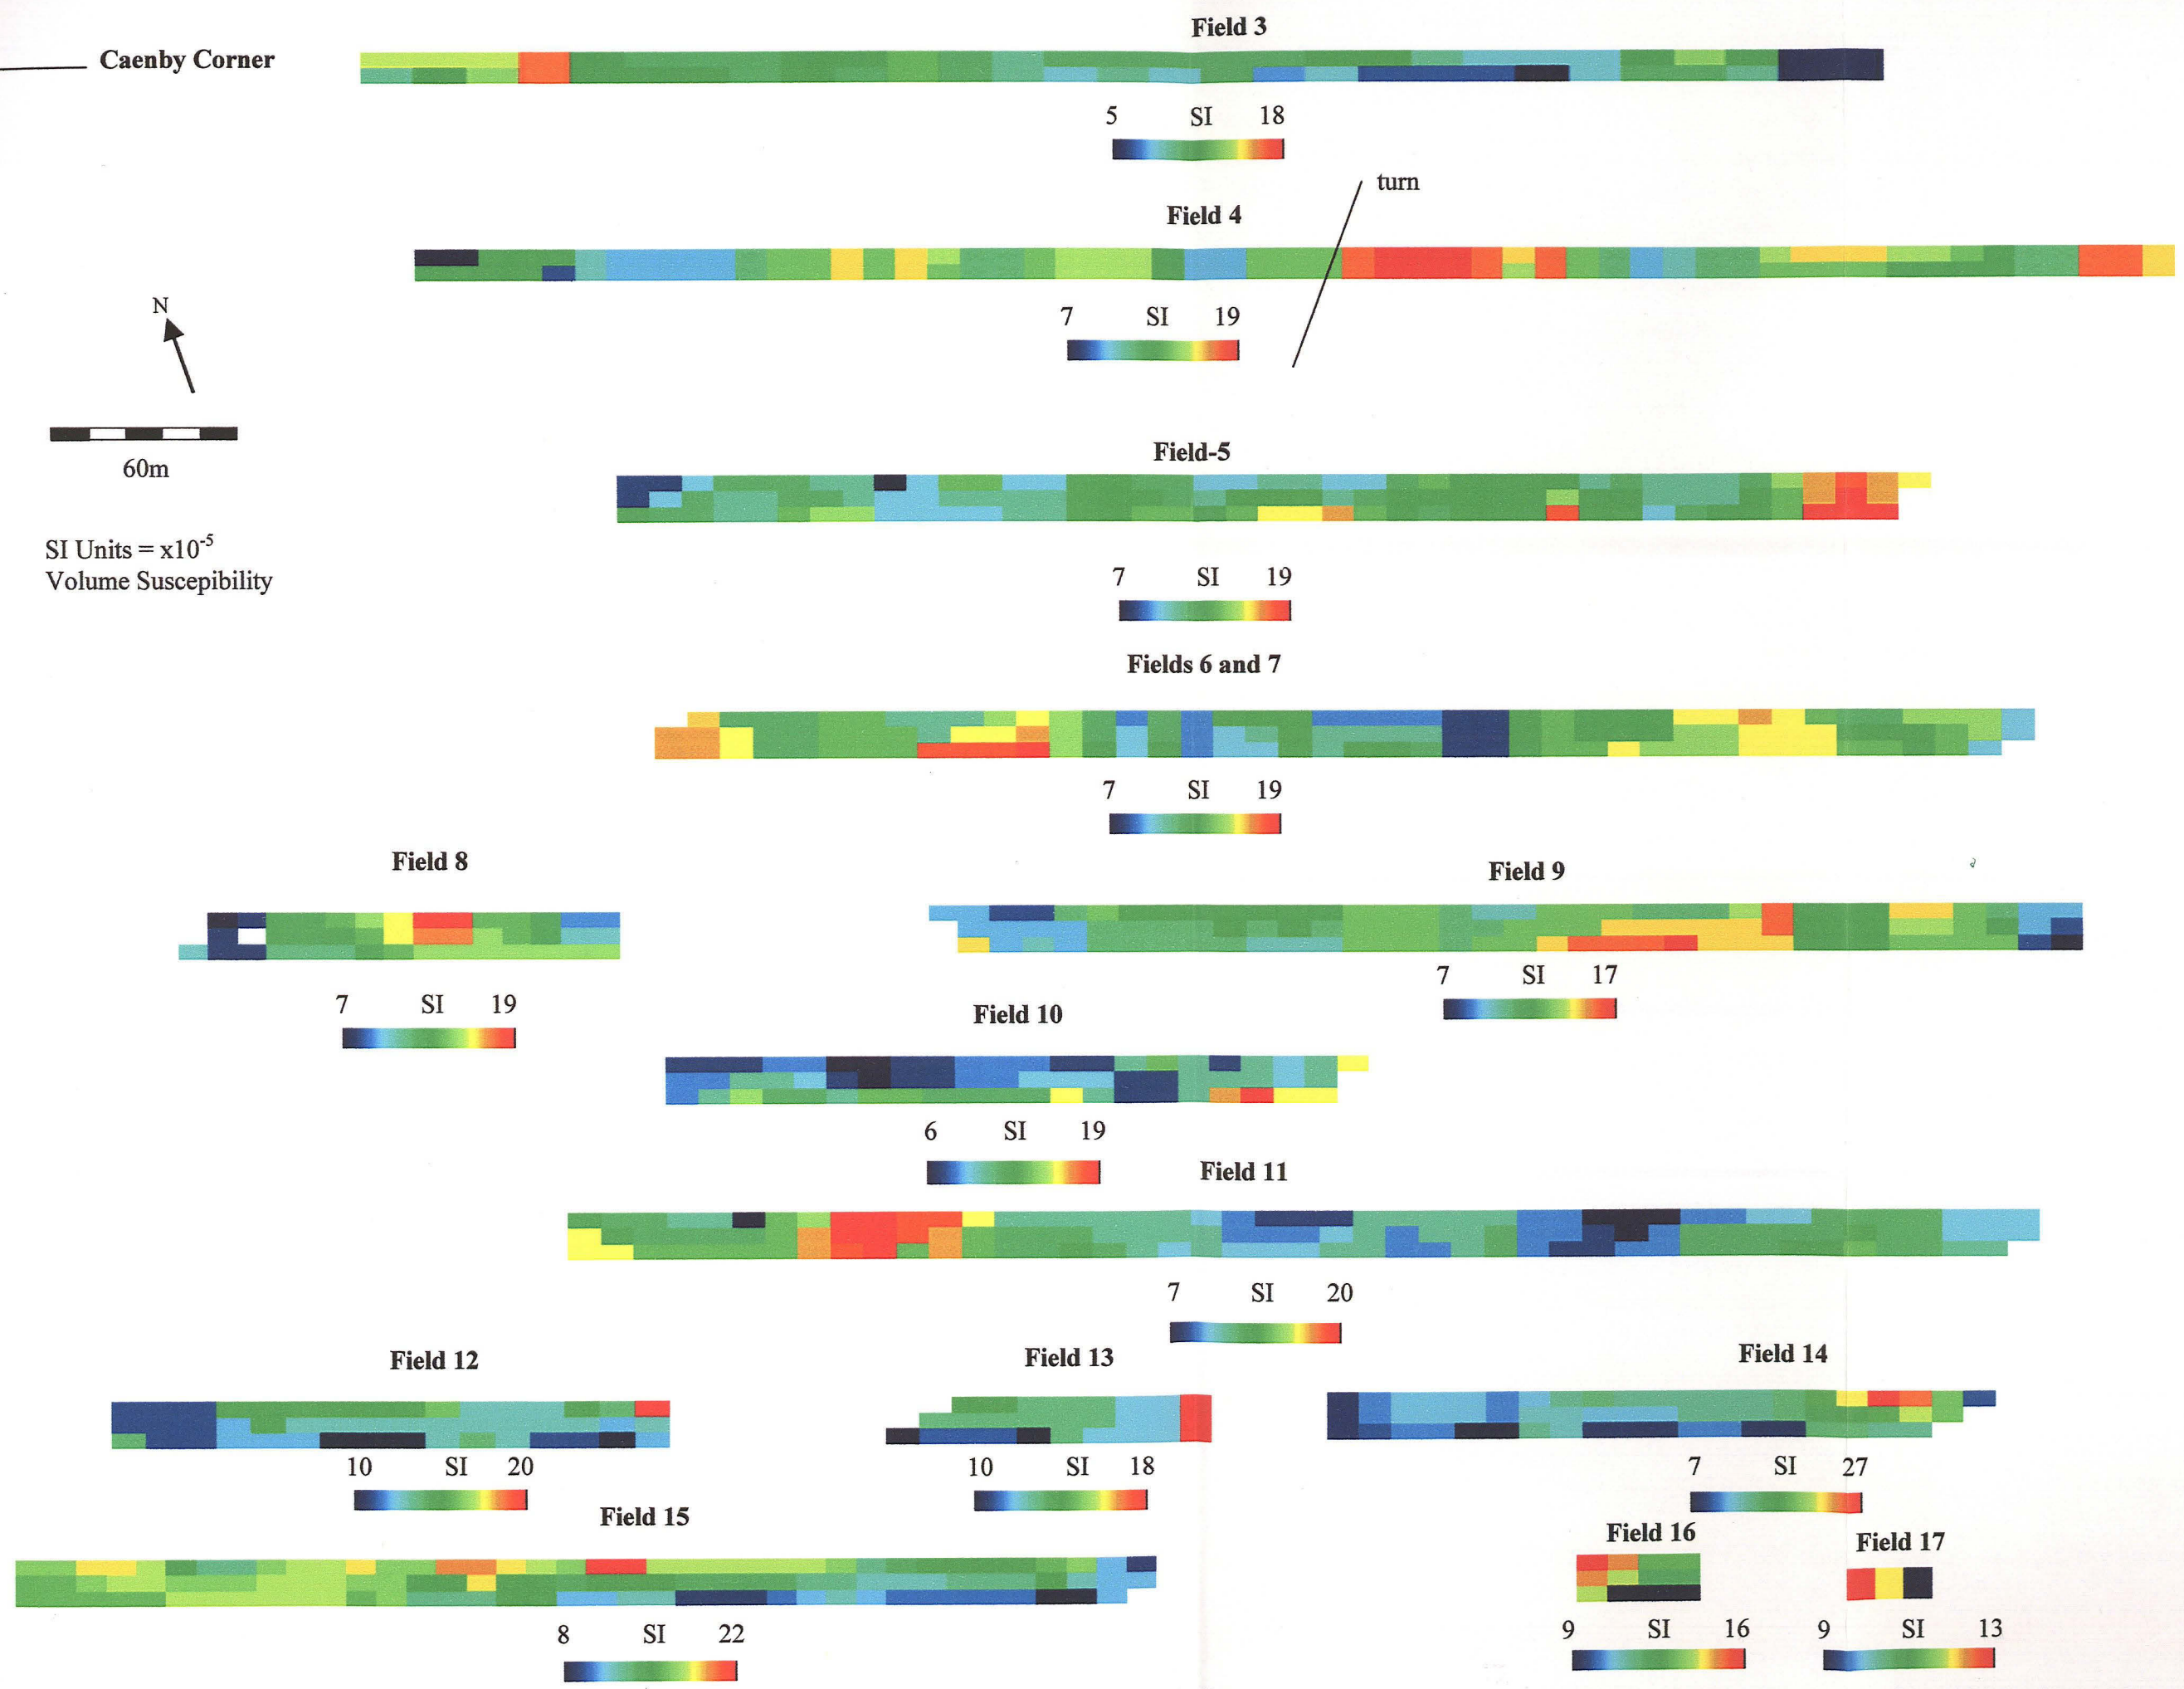 Field 3
Caenby Corner
5 SI 18
turn
Field 4
7 SI 19
N
60m
Field-5
SI Units = x10-5
Volume Suscepibility
7 SI 19
Fields 6 and 7
7 SI 19
Field 8
Field 9
7 SI 19
7 SI 17
Field 10
6 SI 19
Field 11
7 SI 20
Field 12
Field 13
Field 14
10 SI 20
10 SI 18
7 SI 27
Field 15
Field 16
Field 17
8 SI 22
9 SI 16
9 SI 13